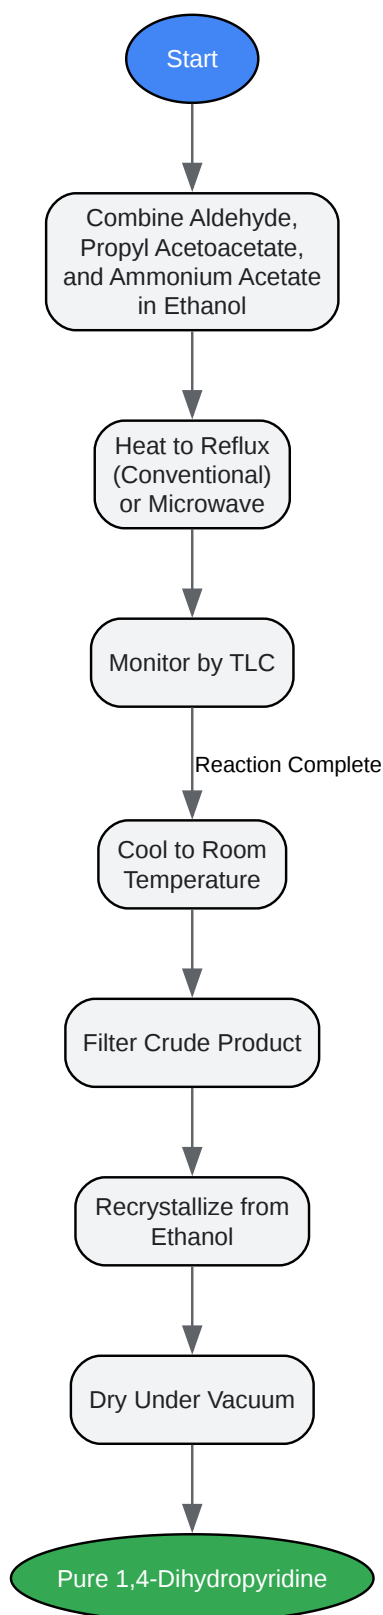 Start
Combine Aldehyde,
Propyl Acetoacetate,
and Ammonium Acetate
in Ethanol
Heat to Reflux
(Conventional)
or Microwave
Monitor by TLC
Reaction Complete
Cool to Room
Temperature
Filter Crude Product
Recrystallize from
Ethanol
Dry Under Vacuum
Pure 1,4-Dihydropyridine